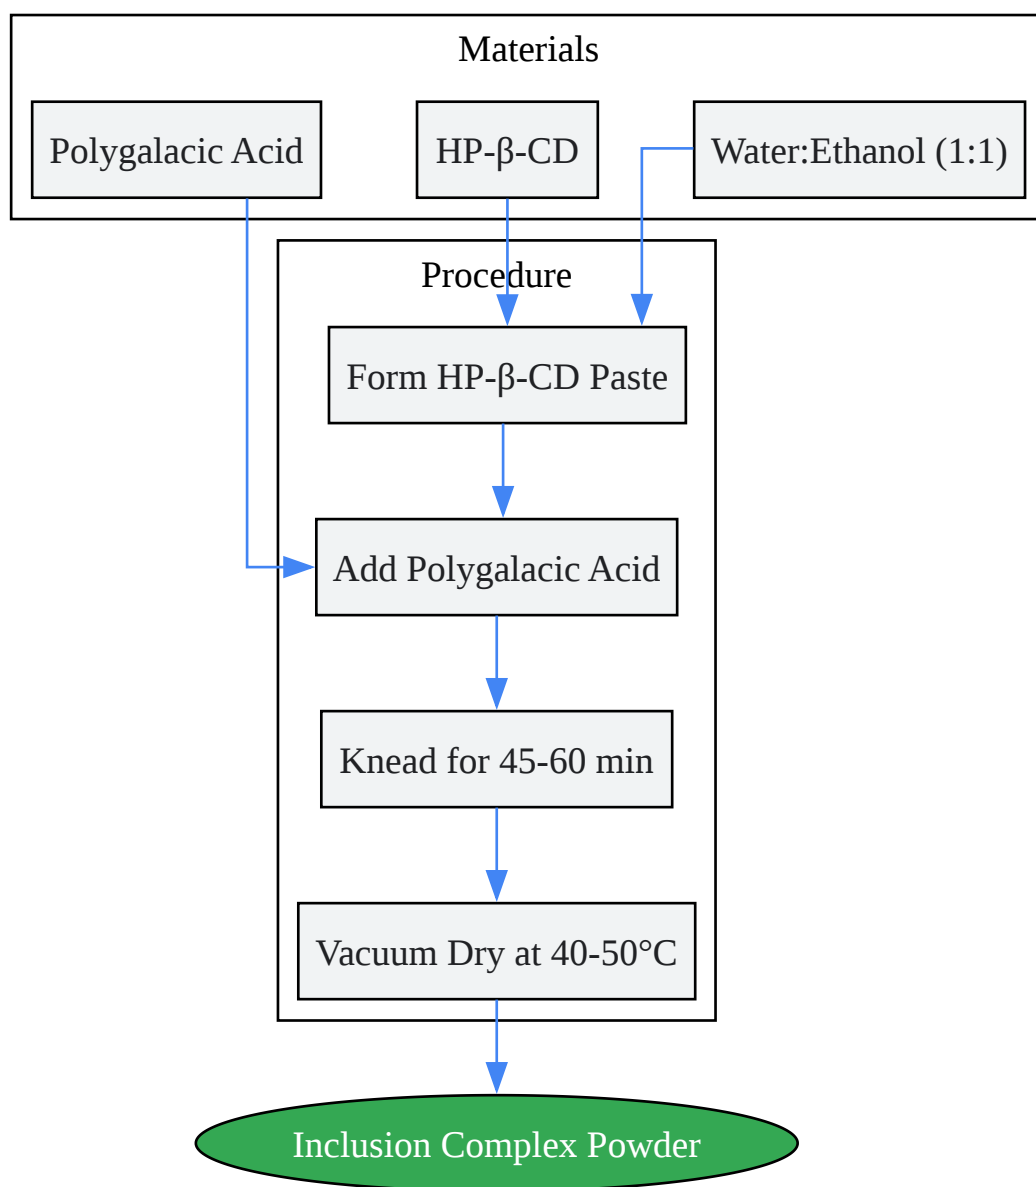 Materials
Polygalacic Acid
HP-β-CD
Water:Ethanol (1:1)
Procedure
Form HP-β-CD Paste
Add Polygalacic Acid
Knead for 45-60 min
Vacuum Dry at 40-50°C
Inclusion Complex Powder